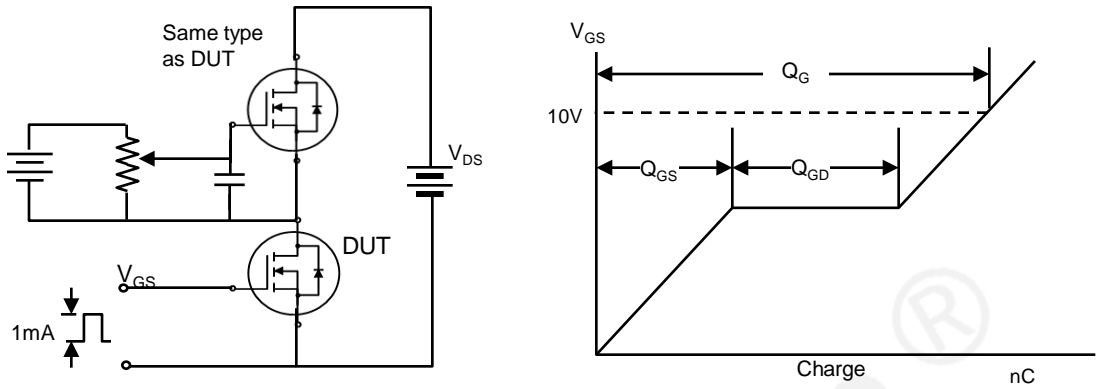 Same type
as DUT
V_DS
DUT
V_GS
1mA
V_GS
Q_G
10V
Q_GS
Q_GD
Charge
nC
®